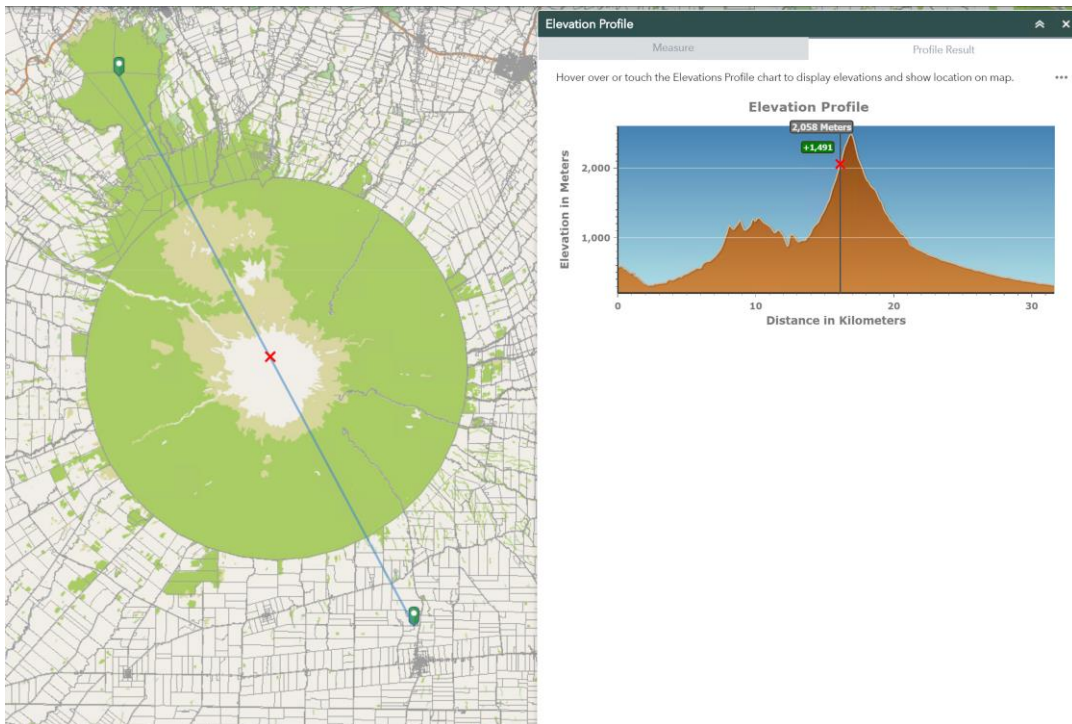 Elevation Profile
Measure
Profile Result
Hover over or touch the Elevations Profile chart to display elevations and show location on map.
Elevation Profile
2,058 Meters
+1,491
2,000
1,000
Elevation in Meters
0
10
20
30
Distance in Kilometers